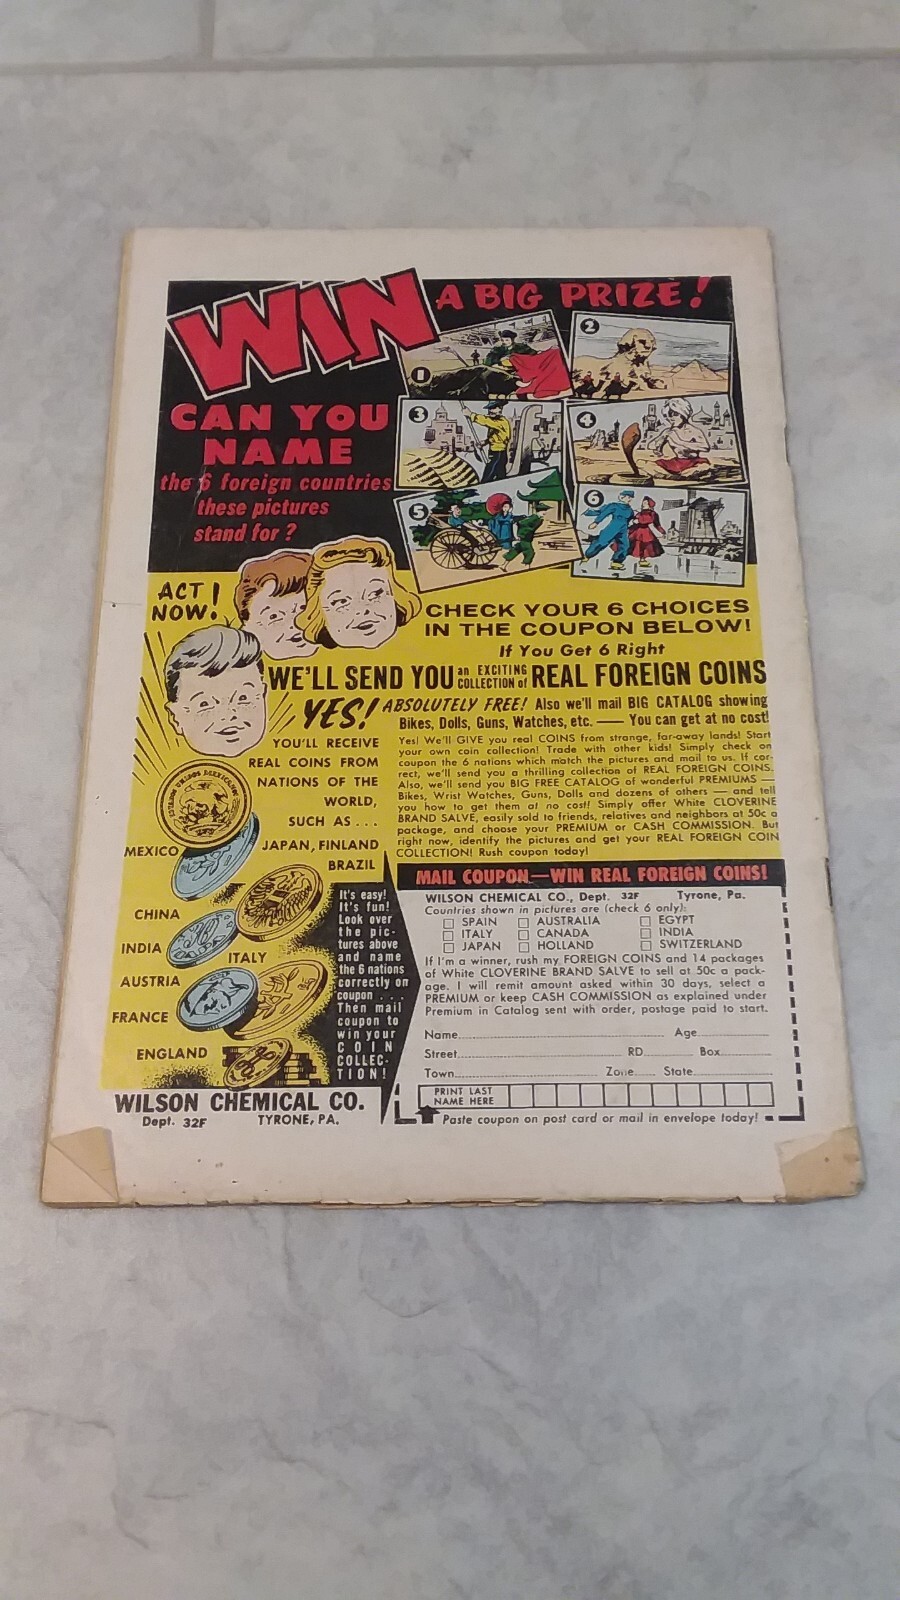 WIN
A BIG PRIZE!
1
2
3
4
5
6
CAN YOU
NAME
the 6 foreign countries
these pictures
stand for?
ACT
NOW!
CHECK YOUR 6 CHOICES
IN THE COUPON BELOW!
If You Get 6 Right
WE'LL SEND YOU an EXCITING COLLECTION of REAL FOREIGN COINS
YES!
ABSOLUTELY FREE! Also we'll mail BIG CATALOG showing
Bikes, Dolls, Guns, Watches, etc. — You can get at no cost!
YOU'LL RECEIVE
REAL COINS FROM
NATIONS OF THE
WORLD,
SUCH AS...
JAPAN, FINLAND
BRAZIL
MEXICO
CHINA
INDIA
ITALY
AUSTRIA
FRANCE
ENGLAND
Yes! We'll GIVE you real COINS from strange, far-away lands! Start
your own coin collection! Trade with other kids! Simply check on
coupon the 6 nations which match the pictures and mail to us. If cor-
rect, we'll send you a thrilling collection of REAL FOREIGN COINS.
Also, we'll send you BIG FREE CATALOG of wonderful PREMIUMS —
Bikes, Wrist Watches, Guns, Dolls and dozens of others — and tell
you how to get them at no cost! Simply offer White CLOVERINE
BRAND SALVE, easily sold to friends, relatives and neighbors at 50c a
package, and choose your PREMIUM or CASH COMMISSION. But
right now, identify the pictures and get your REAL FOREIGN COIN
COLLECTION! Rush coupon today!
It's easy!
It's fun!
Look over
the pic-
tures above
and name
the 6 nations
correctly on
coupon...
Then mail
coupon to
win your
COIN
COLLEC-
TION!
MAIL COUPON—WIN REAL FOREIGN COINS!
WILSON CHEMICAL CO., Dept. 32F Tyrone, Pa.
Countries shown in pictures are (check 6 only):
SPAIN AUSTRALIA EGYPT
ITALY CANADA INDIA
JAPAN HOLLAND SWITZERLAND
If I'm a winner, rush my FOREIGN COINS and 14 packages
of White CLOVERINE BRAND SALVE to sell at 50c a pack-
age. I will remit amount asked within 30 days, select a
PREMIUM or keep CASH COMMISSION as explained under
Premium in Catalog sent with order, postage paid to start.
Name Age
Street RD Box
Town Zone State
PRINT LAST
NAME HERE
Paste coupon on post card or mail in envelope today!
WILSON CHEMICAL CO.
Dept. 32F TYRONE, PA.